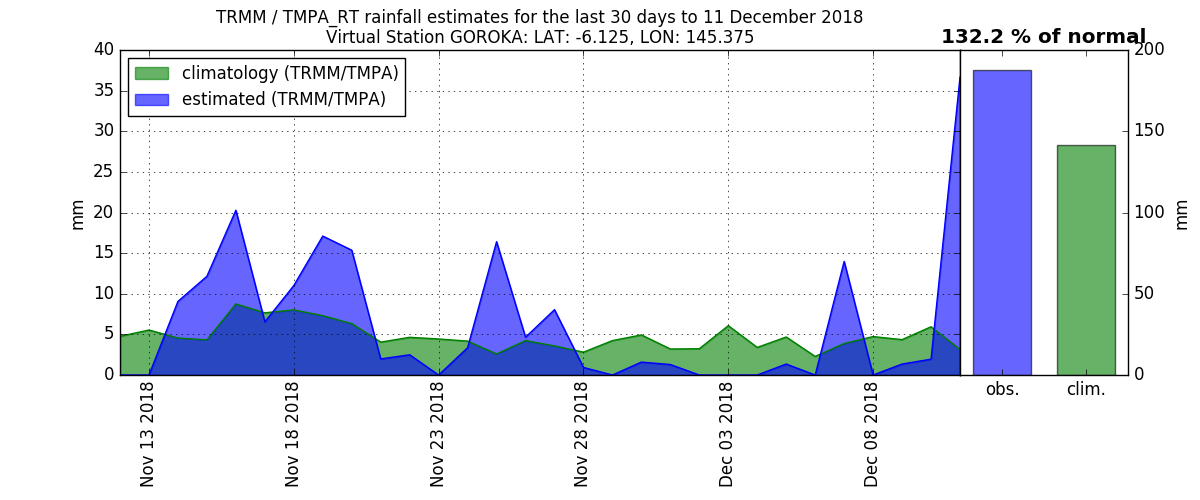 TRMM / TMPA_RT rainfall estimates for the last 30 days to 11 December 2018
Virtual Station GOROKA: LAT: -6.125, LON: 145.375
132.2 % of normal
climatology (TRMM/TMPA)
estimated (TRMM/TMPA)
mm
40
35
30
25
20
15
10
5
0
Nov 13 2018
Nov 18 2018
Nov 23 2018
Nov 28 2018
Dec 03 2018
Dec 08 2018
200
150
100
50
0
mm
obs.
clim.